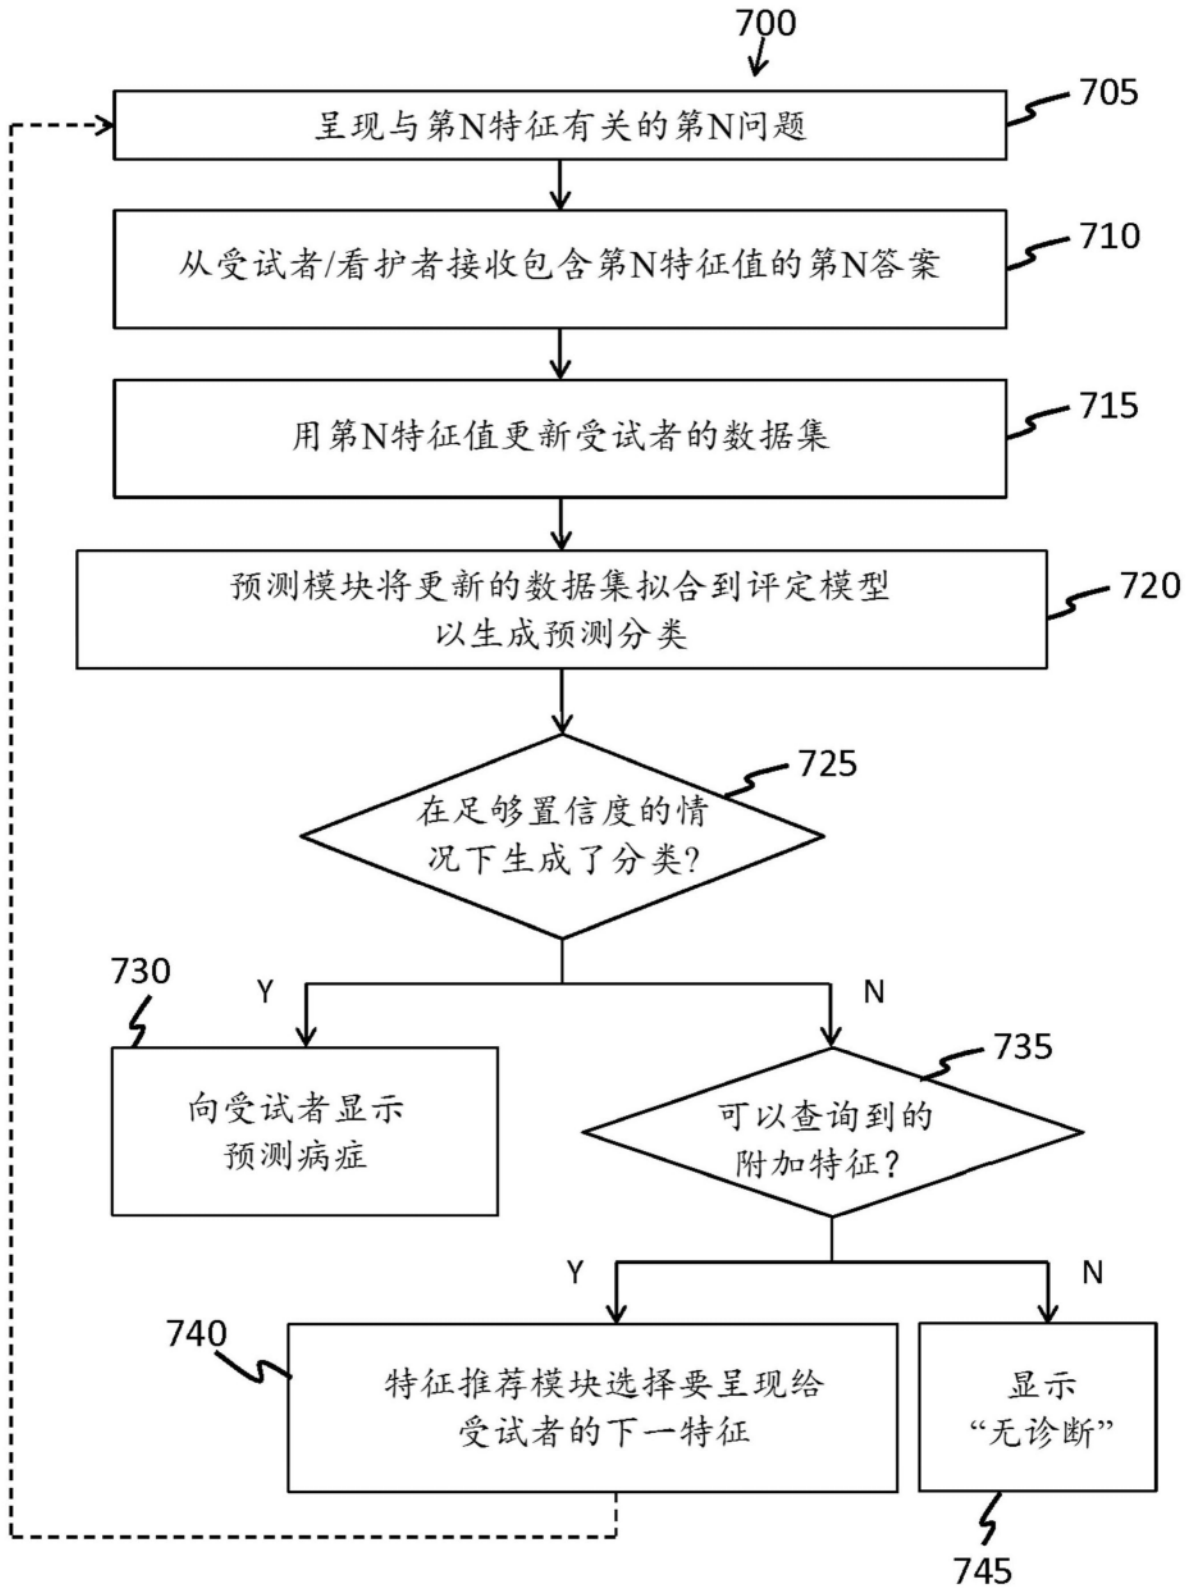 700
705
呈现与第N特征有关的第N问题
710
从受试者/看护者接收包含第N特征值的第N答案
715
用第N特征值更新受试者的数据集
720
预测模块将更新的数据集拟合到评定模型
以生成预测分类
725
在足够置信度的情
况下生成了分类?
730
Y
N
735
向受试者显示
预测病症
可以查询到的
附加特征?
Y
N
740
特征推荐模块选择要呈现给
受试者的下一特征
显示
“无诊断”
745